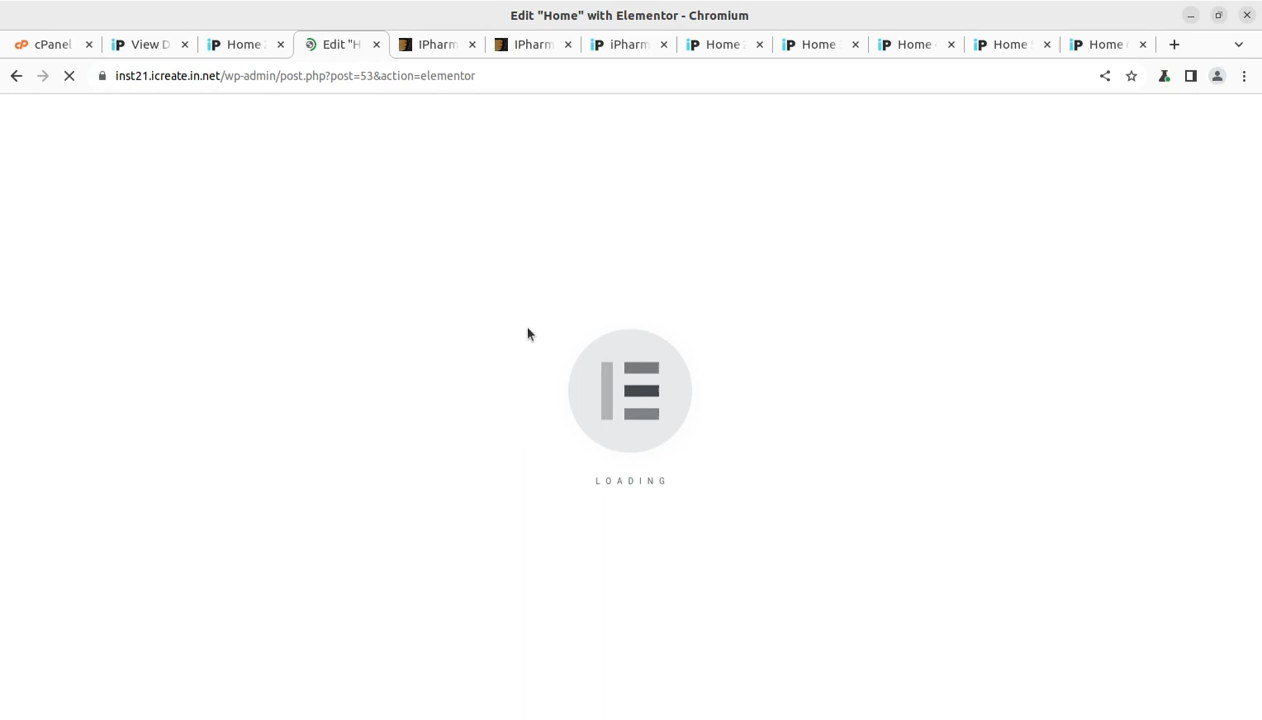 Edit "Home" with Elementor - Chromium
cPanel
View D
Home
Edit "H
IPharm
IPharm
iPharm
Home
Home
Home
Home
Home
inst21.icreate.in.net/wp-admin/post.php?post=53&action=elementor
LOADING